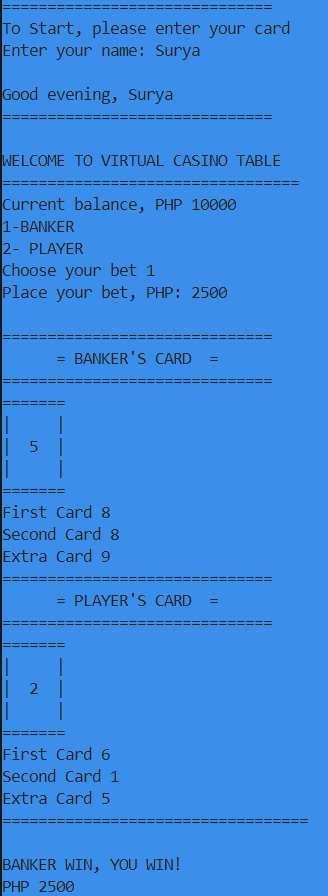 ==============================
To Start, please enter your card
Enter your name: Surya

Good evening, Surya
==============================

WELCOME TO VIRTUAL CASINO TABLE
=================================
Current balance, PHP 10000
1-BANKER
2- PLAYER
Choose your bet 1
Place your bet, PHP: 2500

==============================
      = BANKER'S CARD  =
==============================
=======
|     |
|  5  |
|     |
=======
First Card 8
Second Card 8
Extra Card 9
==============================
      = PLAYER'S CARD  =
==============================
=======
|     |
|  2  |
|     |
=======
First Card 6
Second Card 1
Extra Card 5
==================================

BANKER WIN, YOU WIN!
PHP 2500